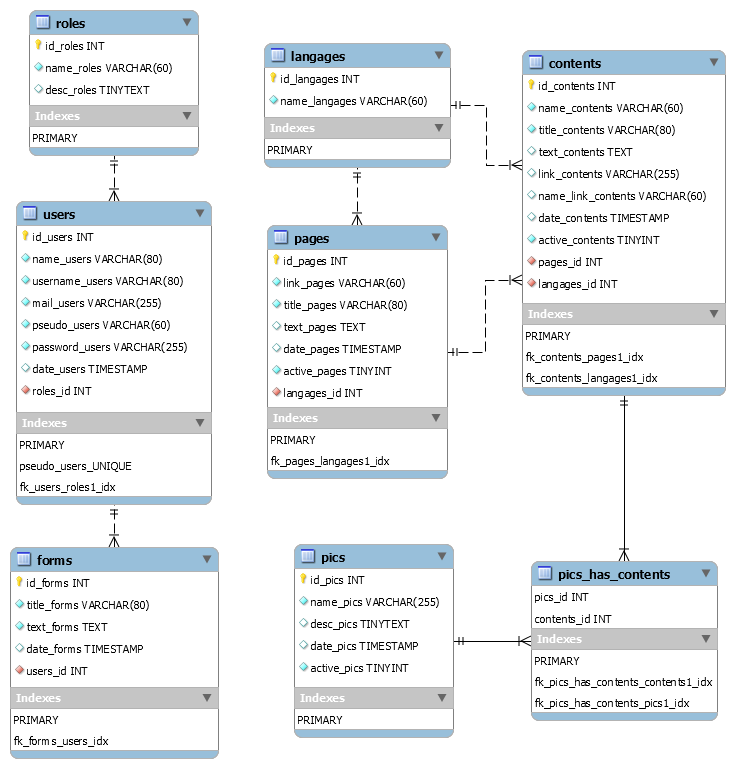 roles
id_roles INT
name_roles VARCHAR(60)
desc_roles TINYTEXT
Indexes
PRIMARY
users
id_users INT
name_users VARCHAR(80)
username_users VARCHAR(80)
mail_users VARCHAR(255)
pseudo_users VARCHAR(60)
password_users VARCHAR(255)
date_users TIMESTAMP
roles_id INT
Indexes
PRIMARY
pseudo_users_UNIQUE
fk_users_roles1_idx
forms
id_forms INT
title_forms VARCHAR(80)
text_forms TEXT
date_forms TIMESTAMP
users_id INT
Indexes
PRIMARY
fk_forms_users_idx
langages
id_langages INT
name_langages VARCHAR(60)
Indexes
PRIMARY
pages
id_pages INT
link_pages VARCHAR(60)
title_pages VARCHAR(80)
text_pages TEXT
date_pages TIMESTAMP
active_pages TINYINT
langages_id INT
Indexes
PRIMARY
fk_pages_langages1_idx
pics
id_pics INT
name_pics VARCHAR(255)
desc_pics TINYTEXT
date_pics TIMESTAMP
active_pics TINYINT
Indexes
PRIMARY
contents
id_contents INT
name_contents VARCHAR(60)
title_contents VARCHAR(80)
text_contents TEXT
link_contents VARCHAR(255)
name_link_contents VARCHAR(60)
date_contents TIMESTAMP
active_contents TINYINT
pages_id INT
langages_id INT
Indexes
PRIMARY
fk_contents_pages1_idx
fk_contents_langages1_idx
pics_has_contents
pics_id INT
contents_id INT
Indexes
PRIMARY
fk_pics_has_contents_contents1_idx
fk_pics_has_contents_pics1_idx